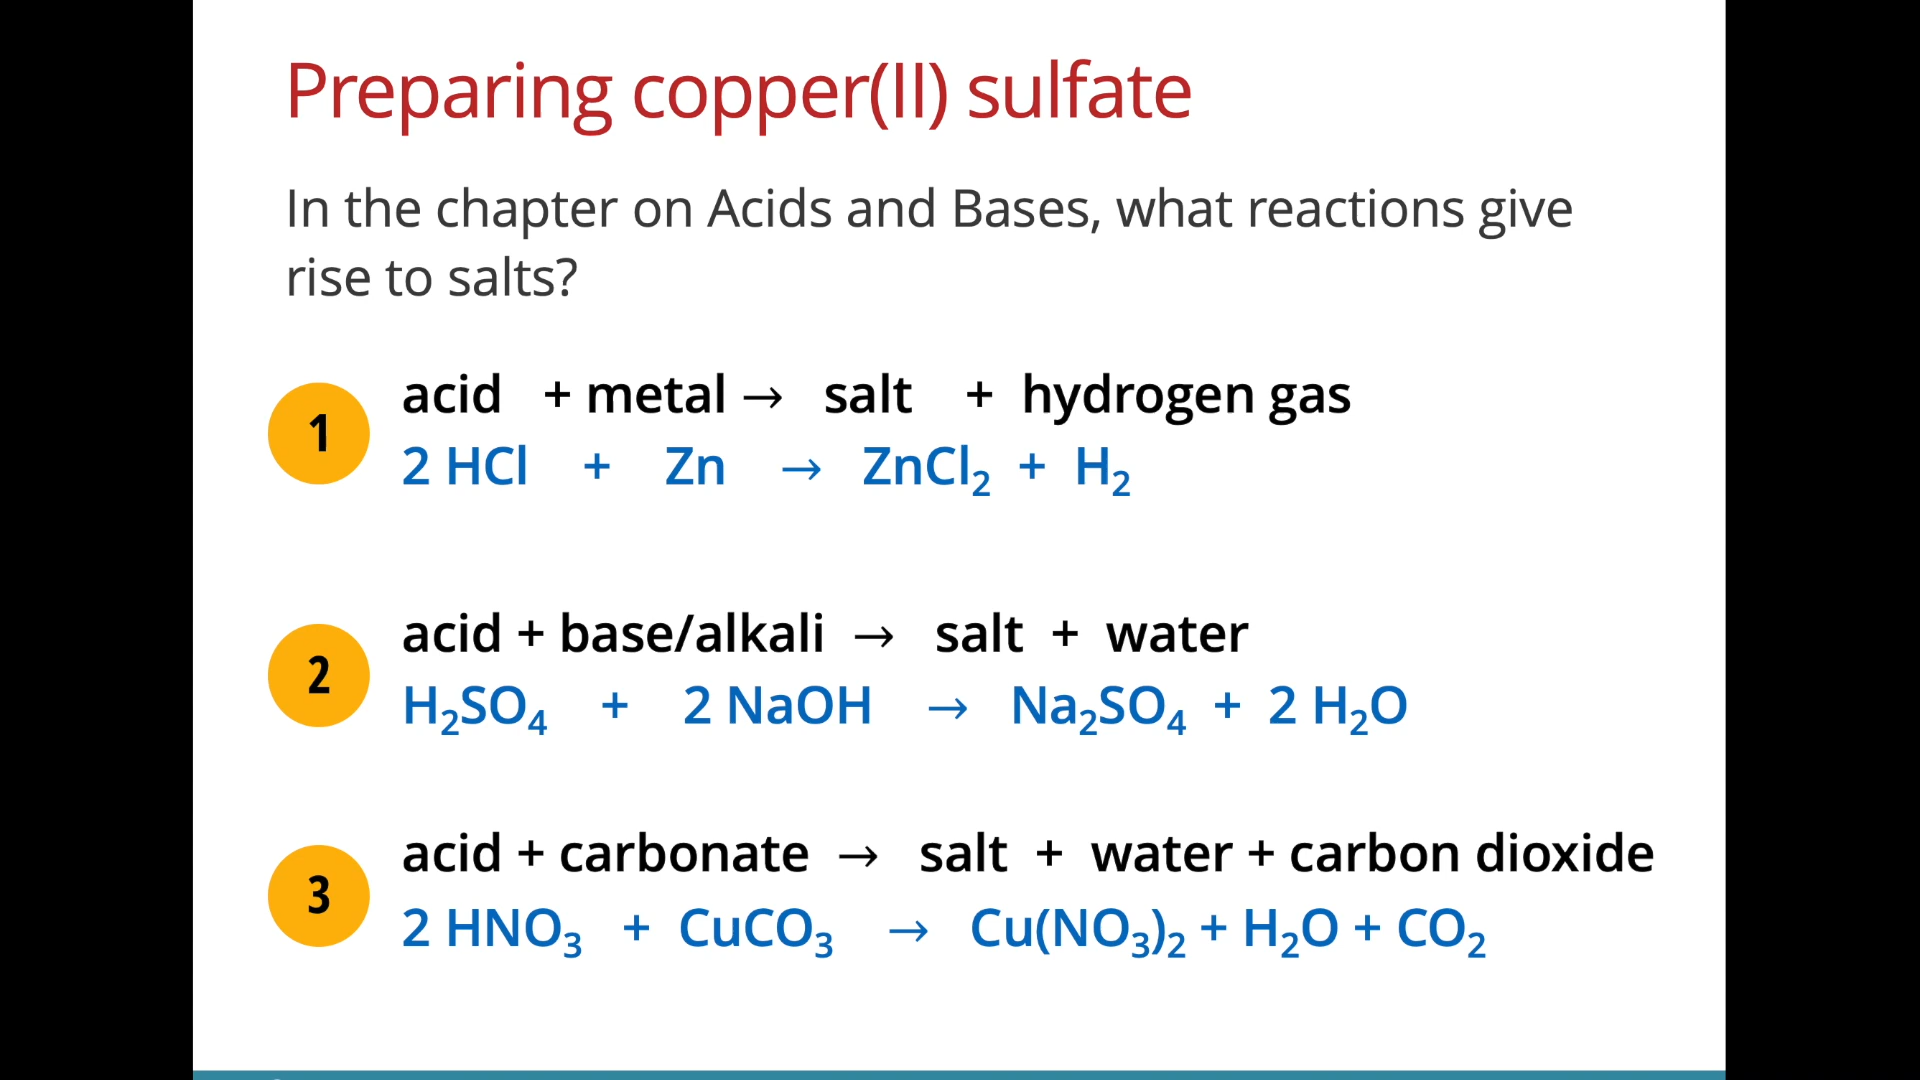 Preparing copper(II) sulfate
In the chapter on Acids and Bases, what reactions give
rise to salts?
1
acid + metal → salt + hydrogen gas
2 HCl + Zn → ZnCl₂ + H₂
2
acid + base/alkali → salt + water
H₂SO₄ + 2 NaOH → Na₂SO₄ + 2 H₂O
3
acid + carbonate → salt + water + carbon dioxide
2 HNO₃ + CuCO₃ → Cu(NO₃)₂ + H₂O + CO₂